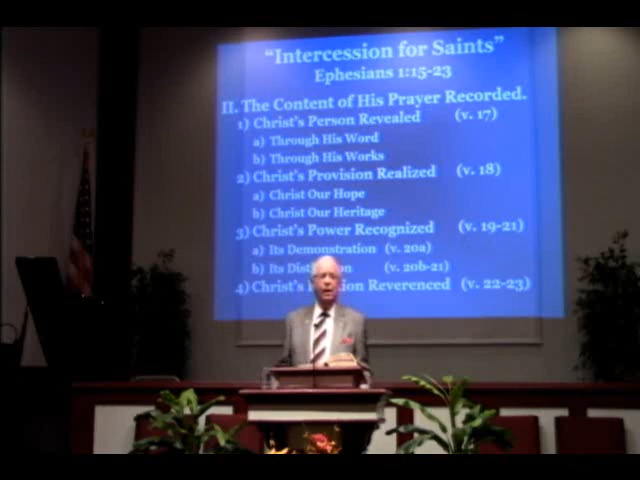 "Intercession for Saints"
Ephesians 1:15-23
II. The Content of His Prayer Recorded.
1) Christ's Person Revealed (v. 17)
a) Through His Word
b) Through His Works
2) Christ's Provision Realized (v. 18)
a) Christ Our Hope
b) Christ Our Heritage
3) Christ's Power Recognized (v. 19-21)
a) Its Demonstration (v. 20a)
b) Its (v. 20b-21)
4) Christ's Reverenced (v. 22-23)